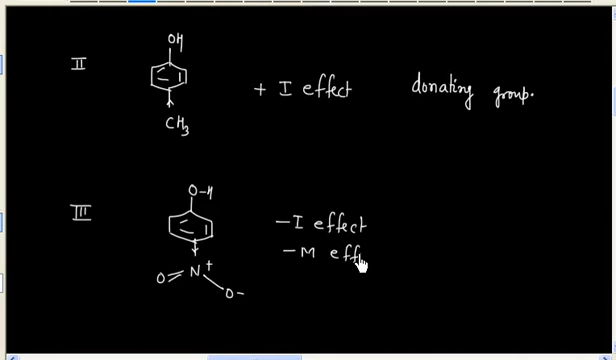 OH
II
+ I effect donating group.
CH3
O-H
III
-I effect
-M eff
N+
O
O-